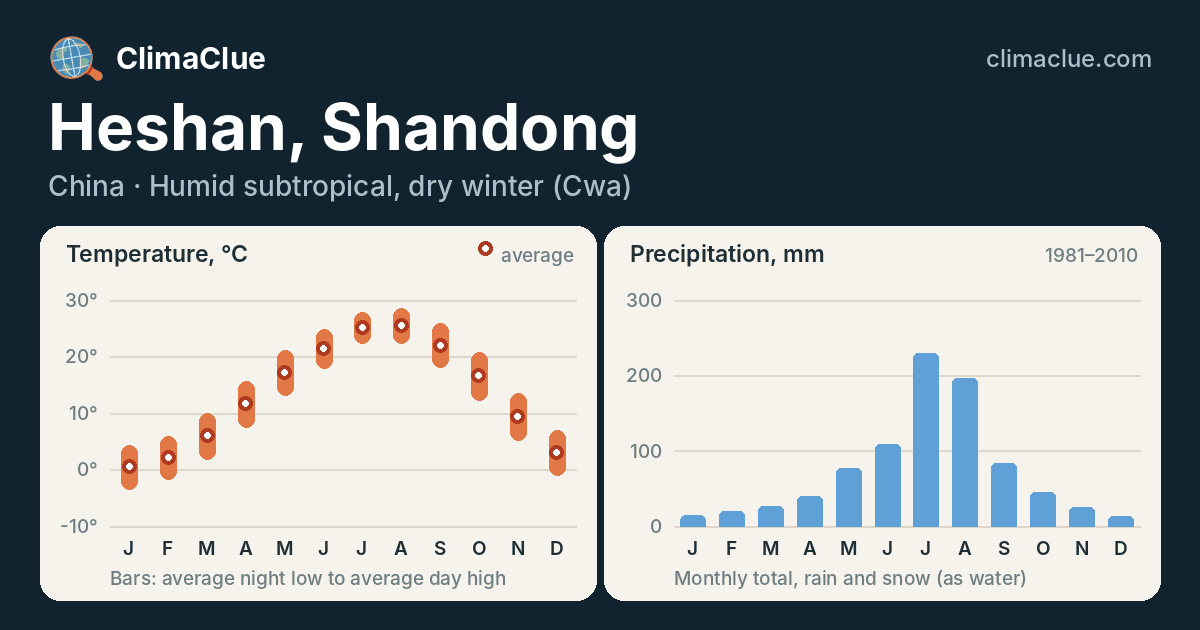 ClimaClue
climaclue.com
Heshan, Shandong
China · Humid subtropical, dry winter (Cwa)
Temperature, °C
average
30°
20°
10°
0°
-10°
J F M A M J J A S O N D
Bars: average night low to average day high
Precipitation, mm
1981–2010
300
200
100
0
J F M A M J J A S O N D
Monthly total, rain and snow (as water)